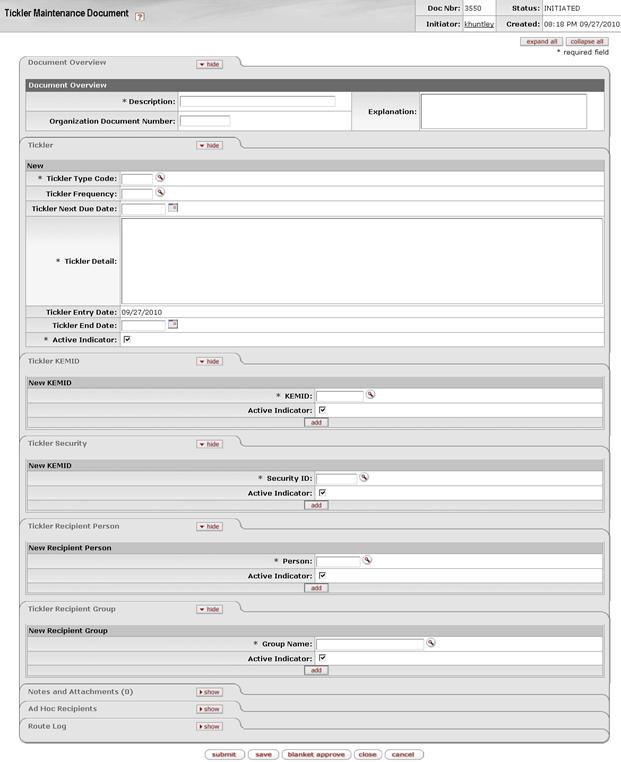 Tickler Maintenance Document ?
Doc Nbr: 3550 Status: INITIATED
Initiator: khuntley Created: 08:18 PM 09/27/2010
expand all collapse all
* required field
Document Overview hide
Document Overview
* Description:
Explanation:
Organization Document Number:
Tickler hide
New
* Tickler Type Code:
Tickler Frequency:
Tickler Next Due Date:
* Tickler Detail:
Tickler Entry Date: 09/27/2010
Tickler End Date:
* Active Indicator:
Tickler KEMID hide
New KEMID
* KEMID:
Active Indicator:
add
Tickler Security hide
New KEMID
* Security ID:
Active Indicator:
add
Tickler Recipient Person hide
New Recipient Person
* Person:
Active Indicator:
add
Tickler Recipient Group hide
New Recipient Group
* Group Name:
Active Indicator:
add
Notes and Attachments (0) show
Ad Hoc Recipients show
Route Log show
submit save blanket approve close cancel